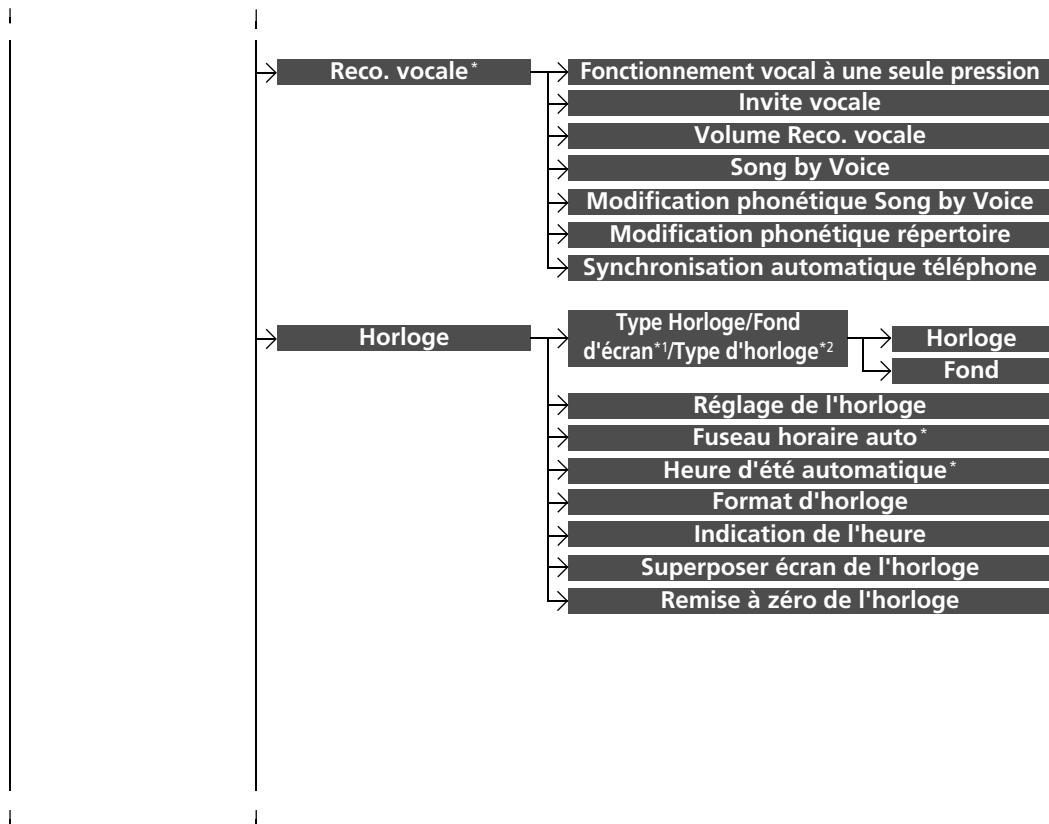 Reco. vocale*
Fonctionnement vocal à une seule pression
Invite vocale
Volume Reco. vocale
Song by Voice
Modification phonétique Song by Voice
Modification phonétique répertoire
Synchronisation automatique téléphone
Horloge
Type Horloge/Fond
d'écran*1/Type d'horloge*2
Horloge
Fond
Réglage de l'horloge
Fuseau horaire auto*
Heure d'été automatique*
Format d'horloge
Indication de l'heure
Superposer écran de l'horloge
Remise à zéro de l'horloge